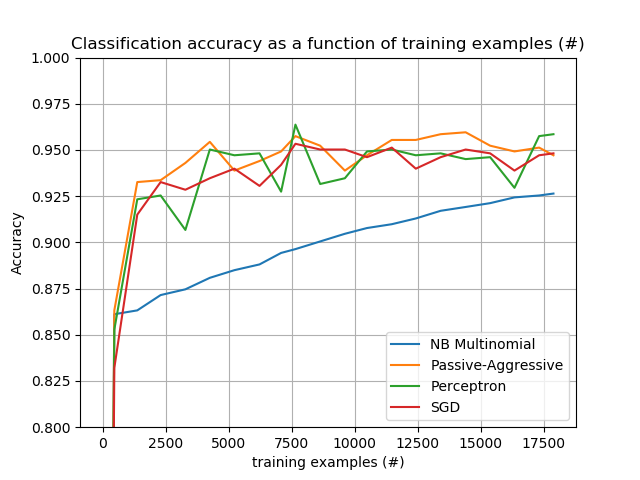 Classification accuracy as a function of training examples (#)
1.000
0.975
0.950
0.925
0.900
0.875
0.850
0.825
0.800
Accuracy
NB Multinomial
Passive-Aggressive
Perceptron
SGD
0 2500 5000 7500 10000 12500 15000 17500
training examples (#)